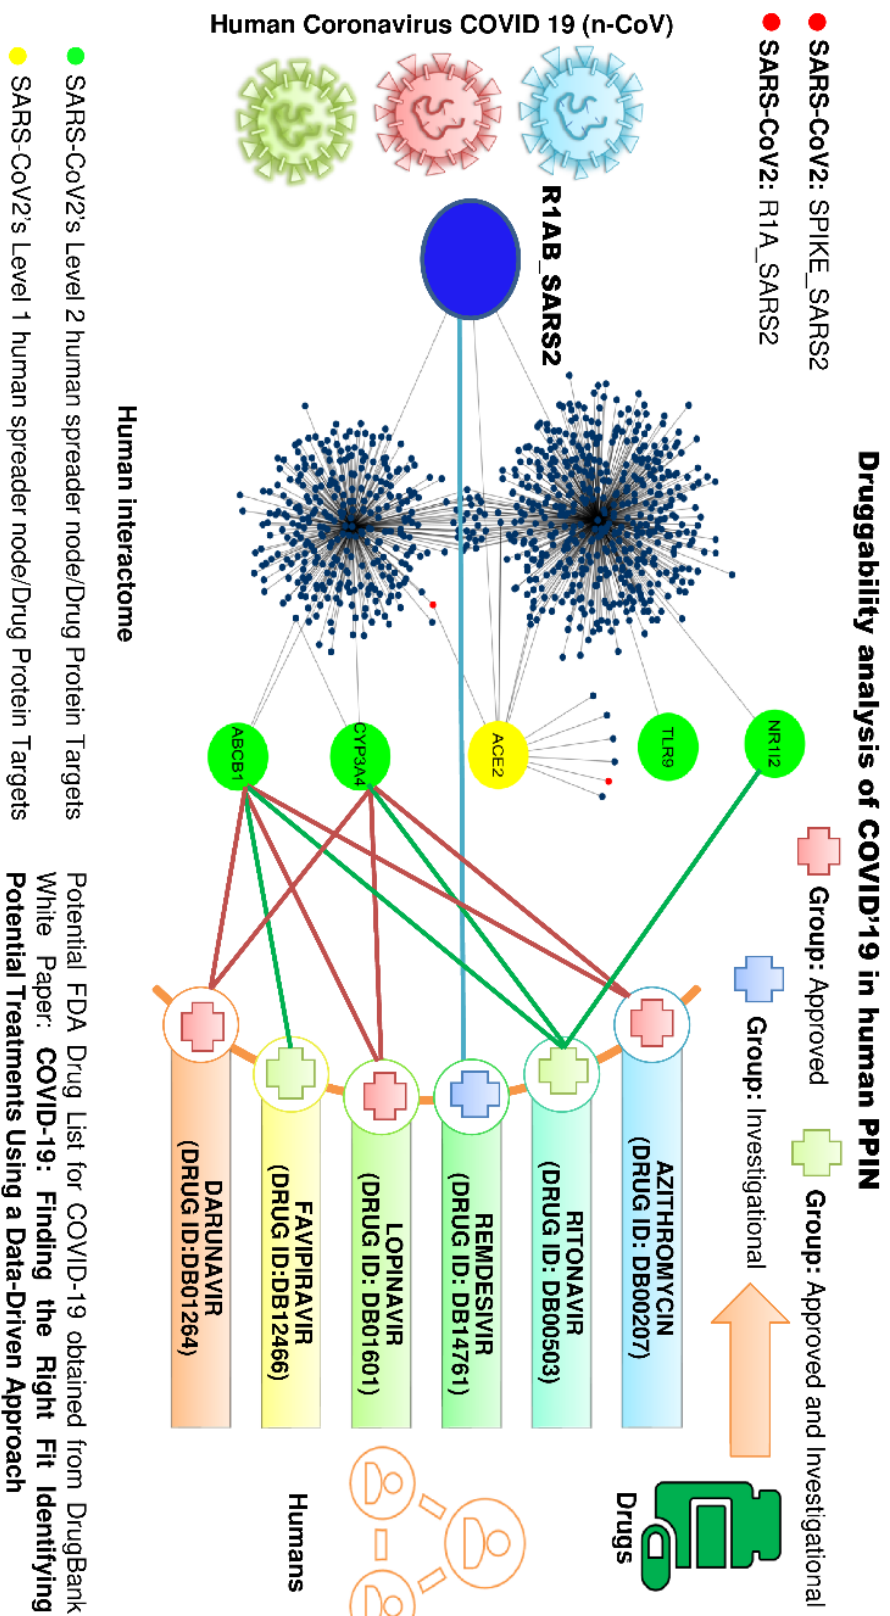 Druggability analysis of COVID'19 in human PPIN
SARS-CoV2: SPIKE_SARS2
SARS-CoV2: R1A_SARS2
Group: Approved
Group: Approved and Investigational
Group: Investigational
Human Coronavirus COVID 19 (n-CoV)
R1AB_SARS2
Human interactome
NR1I2
TLR9
ACE2
CYP3A4
ABCB1
AZITHROMYCIN
(DRUG ID: DB00207)
RITONAVIR
(DRUG ID: DB00503)
REMDESIVIR
(DRUG ID: DB14761)
LOPINAVIR
(DRUG ID: DB01601)
FAVIPIRAVIR
(DRUG ID:DB12466)
DARUNAVIR
(DRUG ID:DB01264)
Drugs
Humans
SARS-CoV2's Level 2 human spreader node/Drug Protein Targets
SARS-CoV2's Level 1 human spreader node/Drug Protein Targets
Potential FDA Drug List for COVID-19 obtained from DrugBank
White Paper: COVID-19: Finding the Right Fit Identifying
Potential Treatments Using a Data-Driven Approach